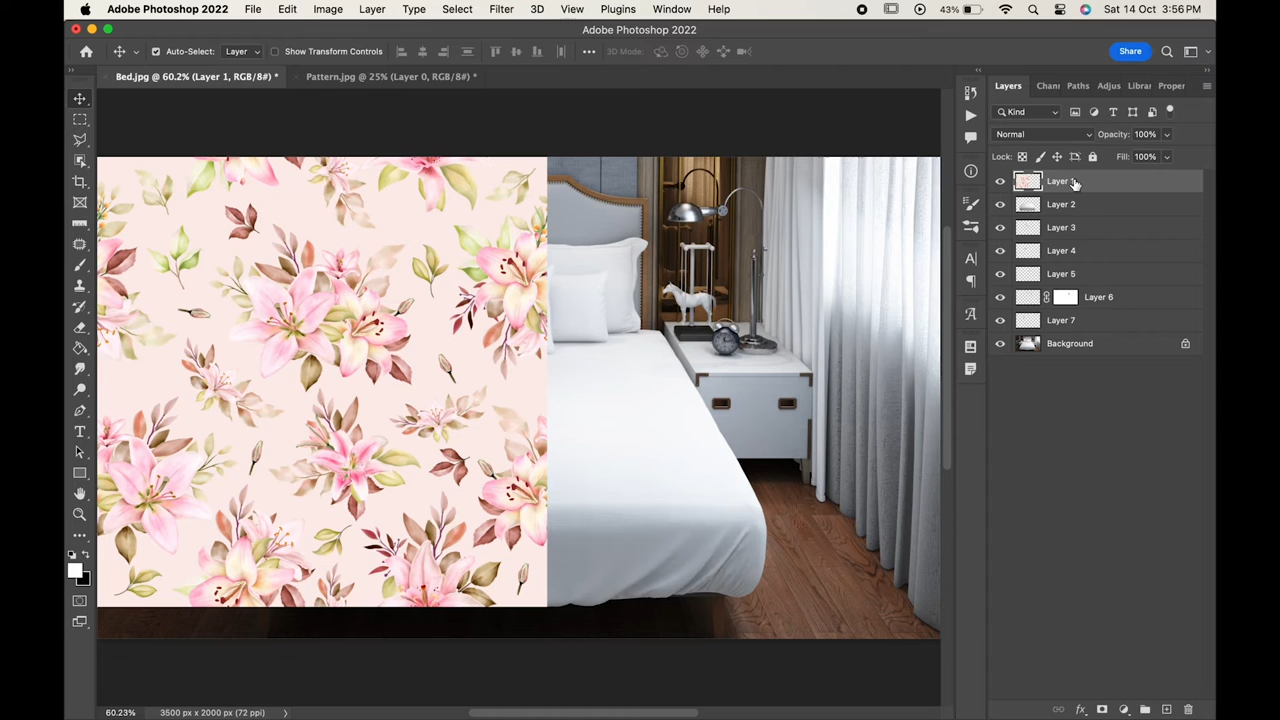 Adobe Photoshop 2022 File Edit Image Layer Type Select Filter 3D View Plugins Window Help 43% Sat 14 Oct 3:56 PM
Adobe Photoshop 2022
Auto-Select: Layer Show Transform Controls 3D Mode: Share
Bed.jpg @ 60.2% (Layer 1, RGB/8#) * Pattern.jpg @ 25% (Layer 0, RGB/8#) *
Layers Chann Paths Adjus Librar Proper
Kind
Normal Opacity: 100%
Lock: Fill: 100%
Layer
Layer 2
Layer 3
Layer 4
Layer 5
Layer 6
Layer 7
Background
60.23% 3500 px x 2000 px (72 ppi)